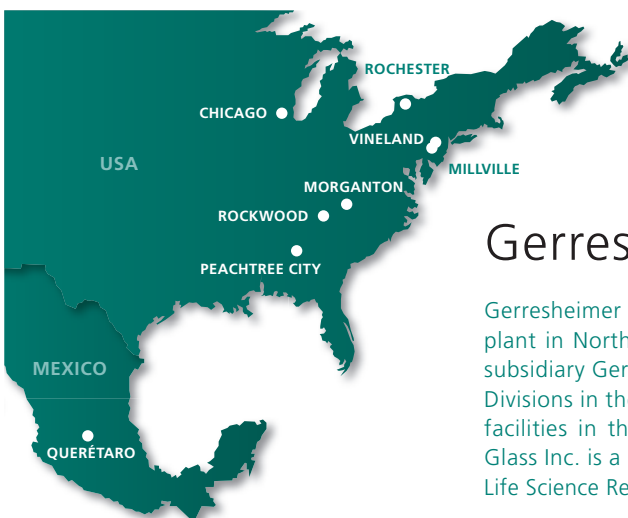 ROCHESTER
CHICAGO
VINELAND
USA
MILLVILLE
MORGANTON
ROCKWOOD
PEACHTREE CITY
MEXICO
QUERÉTARO
Gerres
Gerresheimer
plant in North
subsidiary Ger
Divisions in the
facilities in th
Glass Inc. is a
Life Science Re